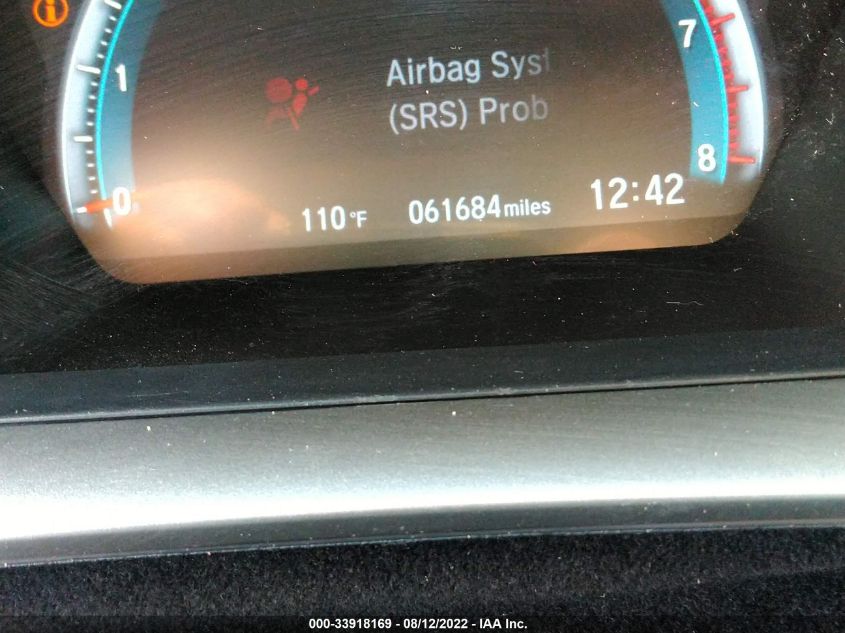 7
1
Airbag Syst
(SRS) Prob
8
0
110°F
061684 miles
12:42
000-33918169 - 08/12/2022 - IAA Inc.